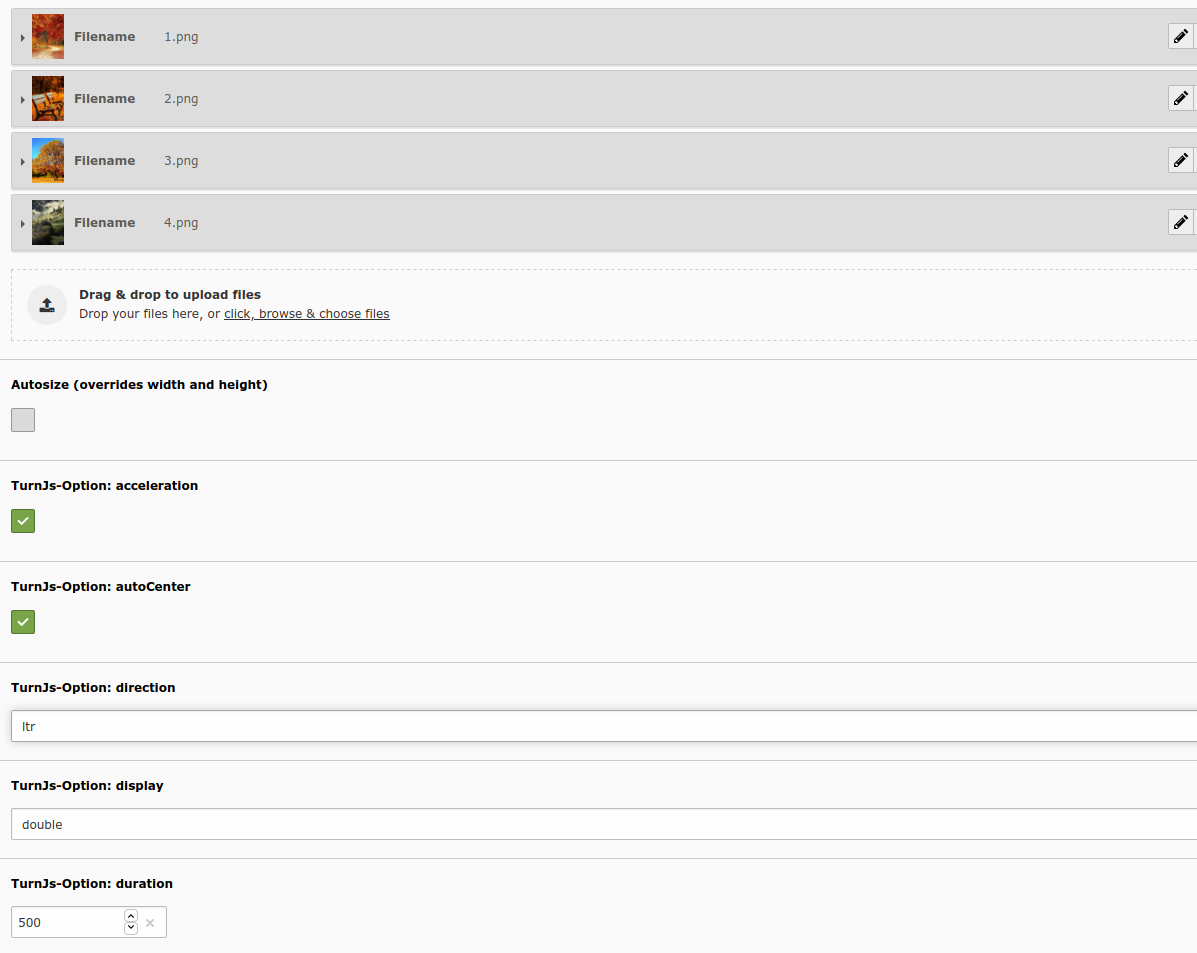 Filename 1.png
Filename 2.png
Filename 3.png
Filename 4.png
Drag & drop to upload files
Drop your files here, or click, browse & choose files
Autosize (overrides width and height)
TurnJs-Option: acceleration
TurnJs-Option: autoCenter
TurnJs-Option: direction
ltr
TurnJs-Option: display
double
TurnJs-Option: duration
500